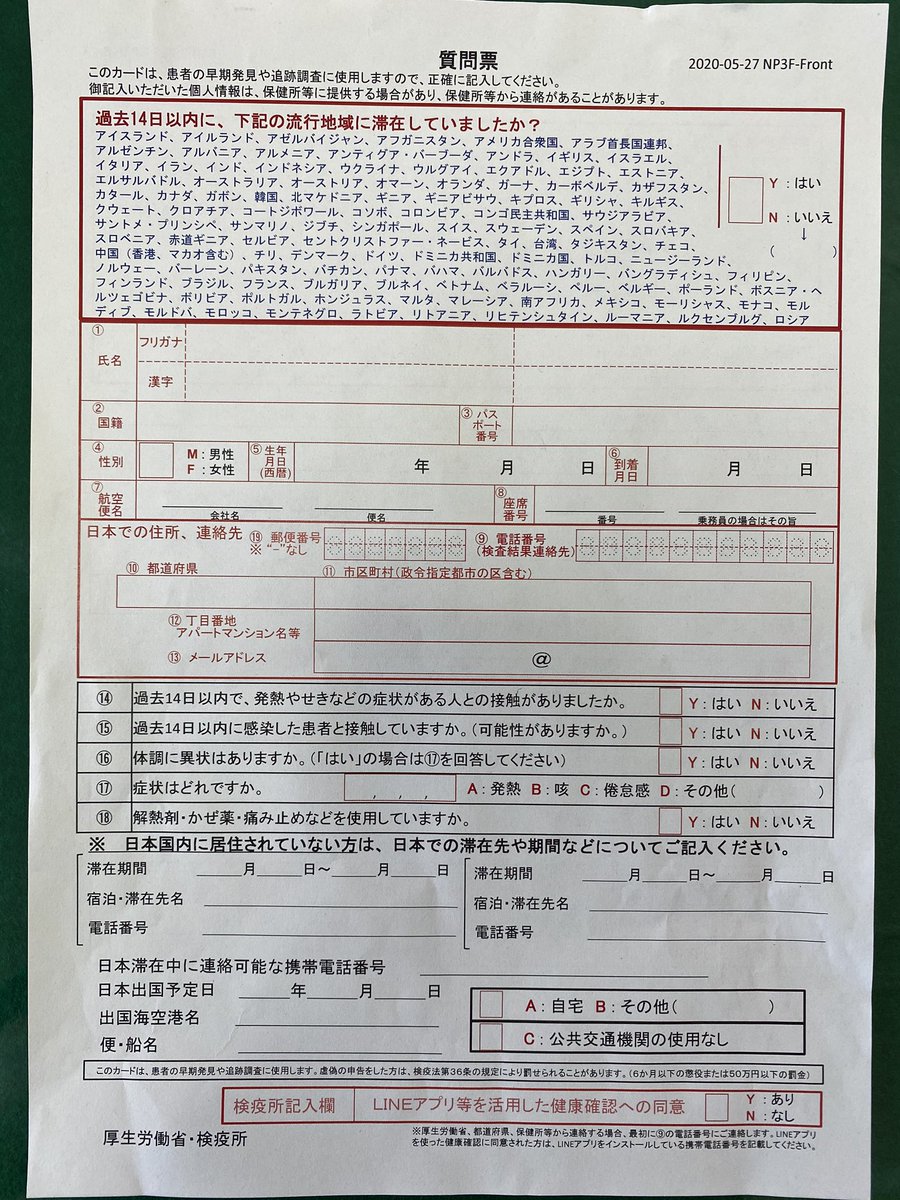 質問票
2020-05-27 NP3F-Front
このカードは、患者の早期発見や追跡調査に使用しますので、正確に記入してください。
御記入いただいた個人情報は、保健所等に提供する場合があり、保健所等から連絡があることがあります。
過去14日以内に、下記の流行地域に滞在していましたか？
アイスランド、アイルランド、アゼルバイジャン、アフガニスタン、アメリカ合衆国、アラブ首長国連邦、
アルゼンチン、アルバニア、アルメニア、アンティグア・バーブーダ、アンドラ、イギリス、イスラエル、
イタリア、イラン、インド、インドネシア、ウクライナ、ウルグアイ、エクアドル、エジプト、エストニア、
エルサルバドル、オーストラリア、オーストリア、オマーン、オランダ、ガーナ、カーボベルデ、カザフスタン、
カタール、カナダ、ガボン、韓国、北マケドニア、ギニア、ギニアビサウ、キプロス、ギリシャ、キルギス、
クウェート、クロアチア、コートジボワール、コソボ、コロンビア、コンゴ民主共和国、サウジアラビア、
サントメ・プリンシペ、サンマリノ、ジブチ、シンガポール、スイス、スウェーデン、スペイン、スロバキア、
スロベニア、赤道ギニア、セルビア、セントクリストファー・ネービス、タイ、台湾、タジキスタン、チェコ、
中国（香港、マカオ含む）、チリ、デンマーク、ドイツ、ドミニカ共和国、ドミニカ国、トルコ、ニュージーランド、
ノルウェー、バーレーン、パキスタン、バチカン、パナマ、バハマ、バルバドス、ハンガリー、バングラディシュ、フィリピン、
フィンランド、ブラジル、フランス、ブルガリア、ブルネイ、ベトナム、ベラルーシ、ペルー、ベルギー、ポーランド、ボスニア・ヘ
ルツェゴビナ、ボリビア、ポルトガル、ホンジュラス、マルタ、マレーシア、南アフリカ、メキシコ、モーリシャス、モナコ、モル
ディブ、モルドバ、モロッコ、モンテネグロ、ラトビア、リトアニア、リヒテンシュタイン、ルーマニア、ルクセンブルグ、ロシア
Y：はい
N：いいえ
↓
（　　　）
① 氏名 フリガナ
漢字
② 国籍 ③ パスポート番号
④ 性別 M：男性 F：女性 ⑤ 生年月日(西暦) 年 月 日 ⑥ 到着月日 月 日
⑦ 航空便名 会社名 便名 ⑧ 座席番号 番号 乗務員の場合はその旨
日本での住所、連絡先 ⑲ 郵便番号 ※“-”なし ⑨ 電話番号 (検査結果連絡先)
⑩ 都道府県 ⑪ 市区町村（政令指定都市の区含む）
⑫ 丁目番地 アパートマンション名等
⑬ メールアドレス @
⑭ 過去14日以内で、発熱やせきなどの症状がある人との接触がありましたか。 Y：はい N：いいえ
⑮ 過去14日以内に感染した患者と接触していますか。（可能性がありますか。） Y：はい N：いいえ
⑯ 体調に異状はありますか。（「はい」の場合は⑰を回答してください） Y：はい N：いいえ
⑰ 症状はどれですか。 , , , A：発熱 B：咳 C：倦怠感 D：その他（　　　）
⑱ 解熱剤・かぜ薬・痛み止めなどを使用していますか。 Y：はい N：いいえ
※ 日本国内に居住されていない方は、日本での滞在先や期間などについてご記入ください。
滞在期間 月 日～ 月 日 滞在期間 月 日～ 月 日
宿泊・滞在先名 宿泊・滞在先名
電話番号 電話番号
日本滞在中に連絡可能な携帯電話番号
日本出国予定日 年 月 日
出国海空港名
便・船名
A：自宅 B：その他（　　　）
C：公共交通機関の使用なし
このカードは、患者の早期発見や追跡調査に使用します。虚偽の申告をした方は、検疫法第36条の規定により罰せられることがあります。（6か月以下の懲役または50万円以下の罰金）
検疫所記入欄 LINEアプリ等を活用した健康確認への同意 Y：あり N：なし
厚生労働省・検疫所
※厚生労働省、都道府県、保健所等から連絡する場合、最初に⑨の電話番号にご連絡します。LINEアプリ
を使った健康確認に同意された方は、LINEアプリをインストールしている携帯電話番号を記載してください。